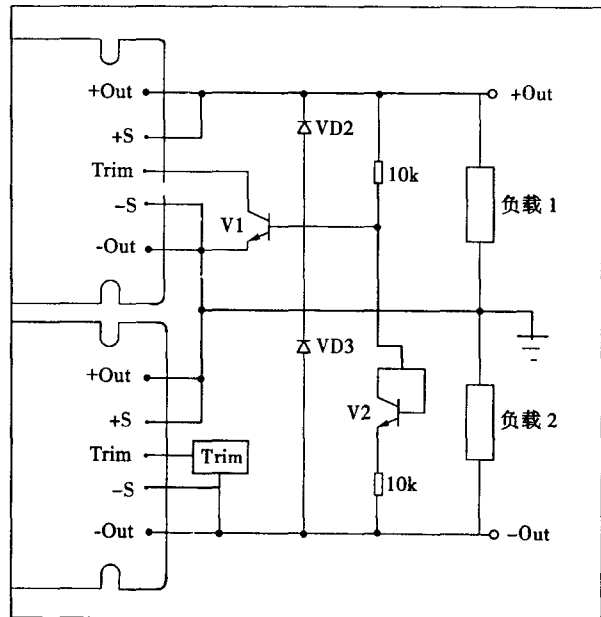 +Out
+S
Trim
-S
-Out
V1
VD2
10k
+Out
负载 1
+Out
+S
Trim
-S
-Out
Trim
VD3
V2
10k
负载 2
-Out